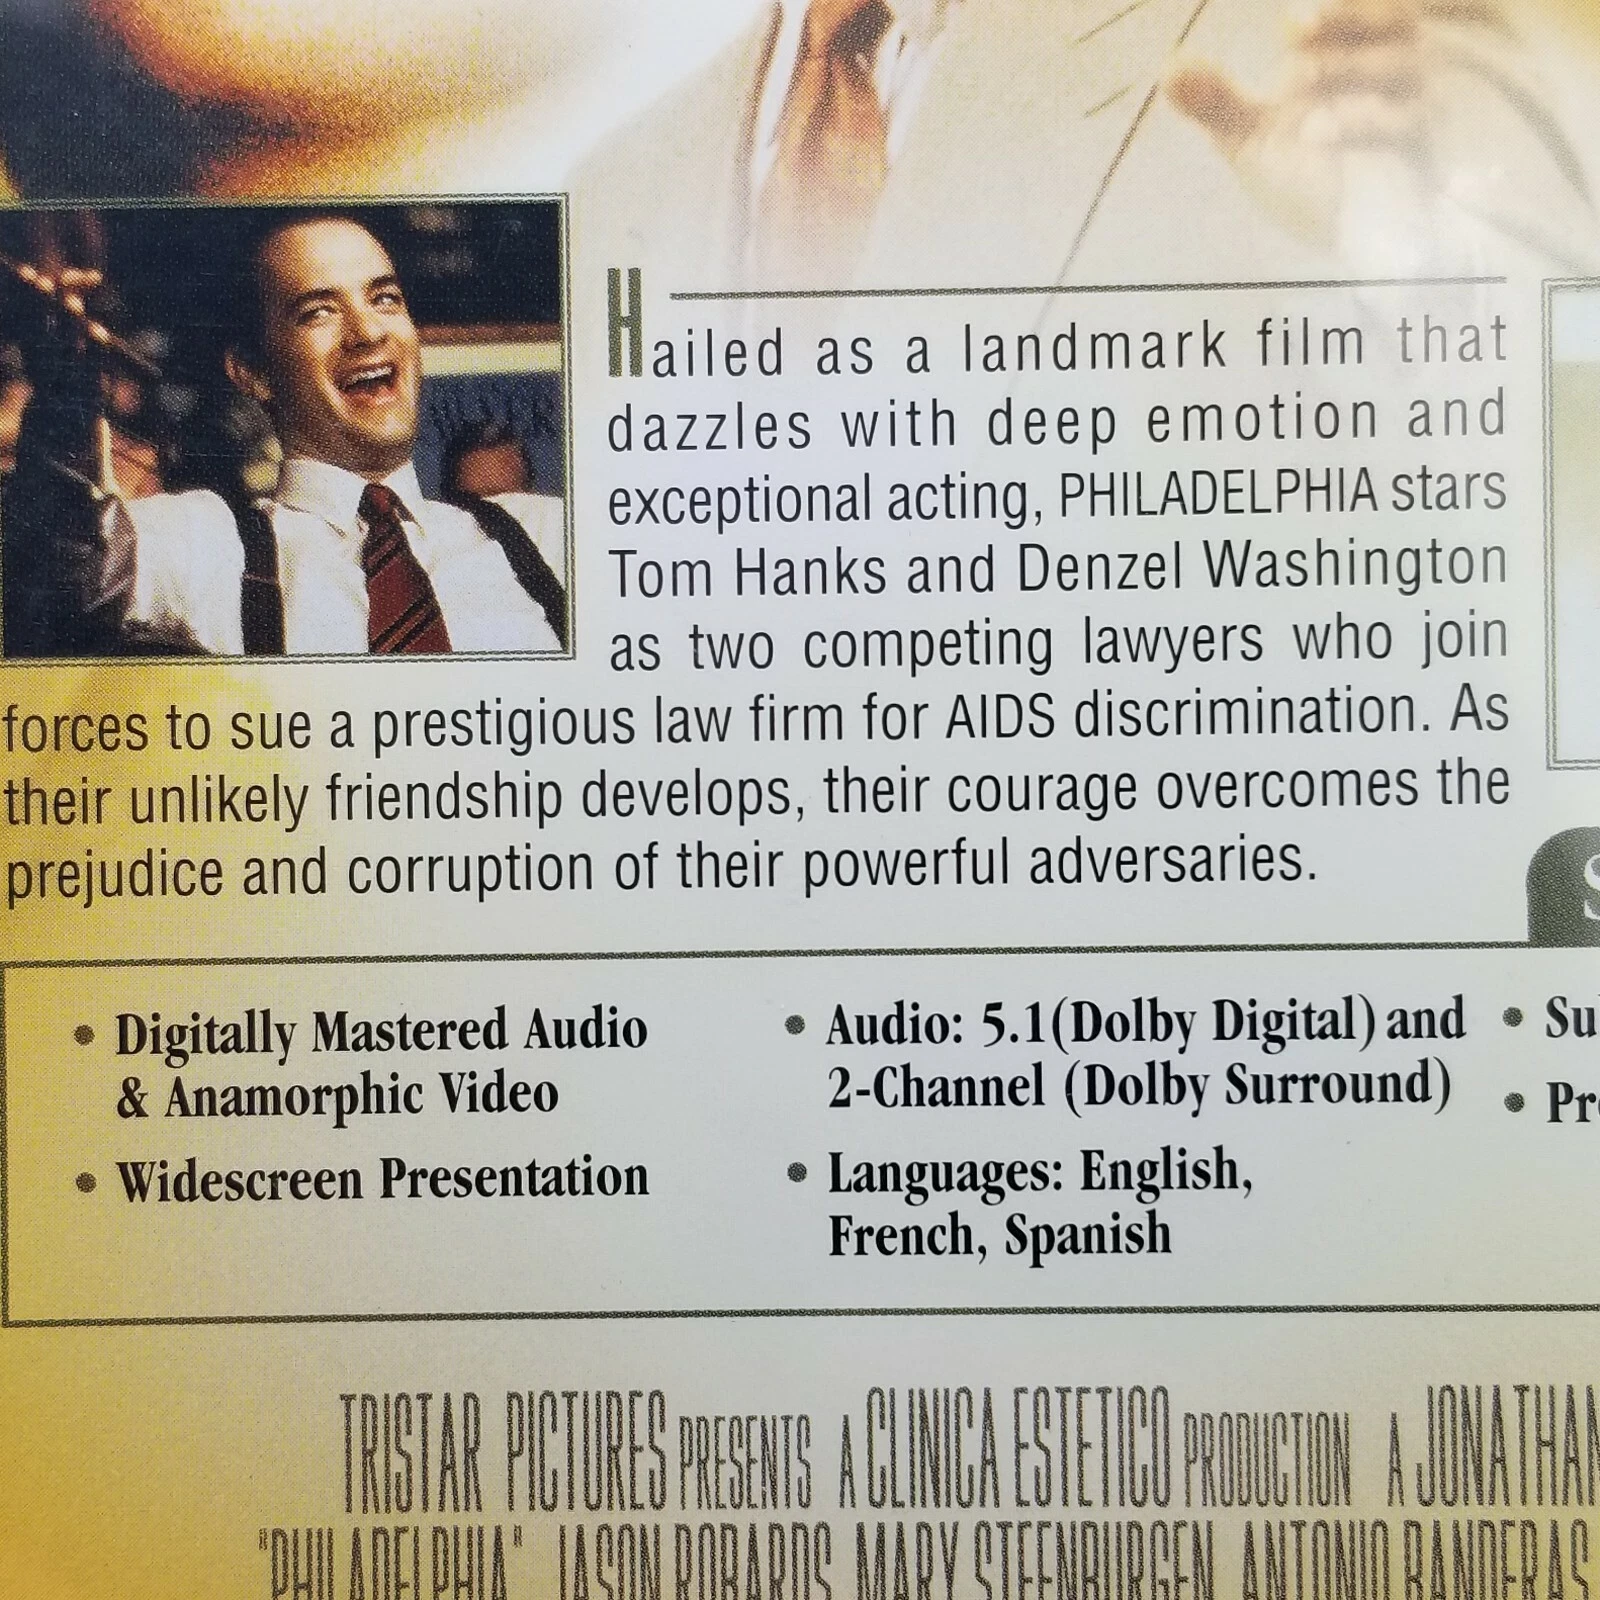 Hailed as a landmark film that
dazzles with deep emotion and
exceptional acting, PHILADELPHIA stars
Tom Hanks and Denzel Washington
as two competing lawyers who join
forces to sue a prestigious law firm for AIDS discrimination. As
their unlikely friendship develops, their courage overcomes the
prejudice and corruption of their powerful adversaries.
• Digitally Mastered Audio
& Anamorphic Video
• Widescreen Presentation
• Audio: 5.1(Dolby Digital) and
2-Channel (Dolby Surround)
• Languages: English,
French, Spanish
TRISTAR PICTURES PRESENTS A CLINICA ESTETICO PRODUCTION A JONATHAN
"PHILADELPHIA" JASON ROBARDS MARY STEENBURGEN ANTONIO BANDERAS